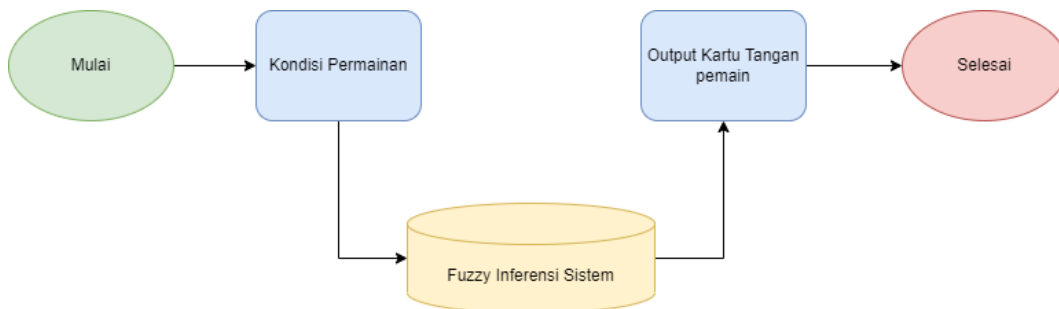 Mulai
Kondisi Permainan
Output Kartu Tangan
pemain
Selesai
Fuzzy Inferensi Sistem